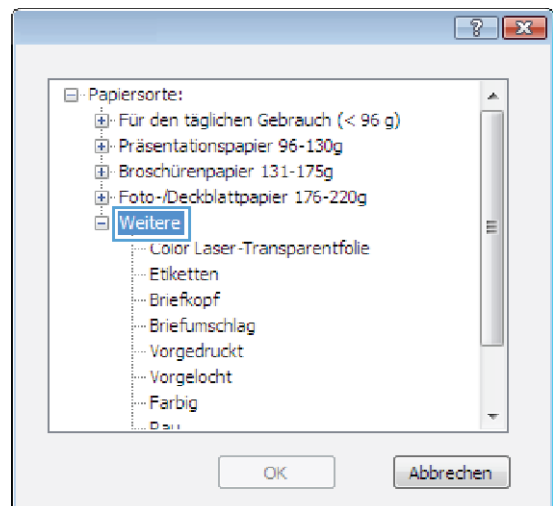 Papiersorte:
Für den täglichen Gebrauch (< 96 g)
Präsentationspapier 96-130g
Broschürenpapier 131-175g
Foto-/Deckblattpapier 176-220g
Weitere
Color Laser-Transparentfolie
Etiketten
Briefkopf
Briefumschlag
Vorgedruckt
Vorgelocht
Farbig
OK Abbrechen